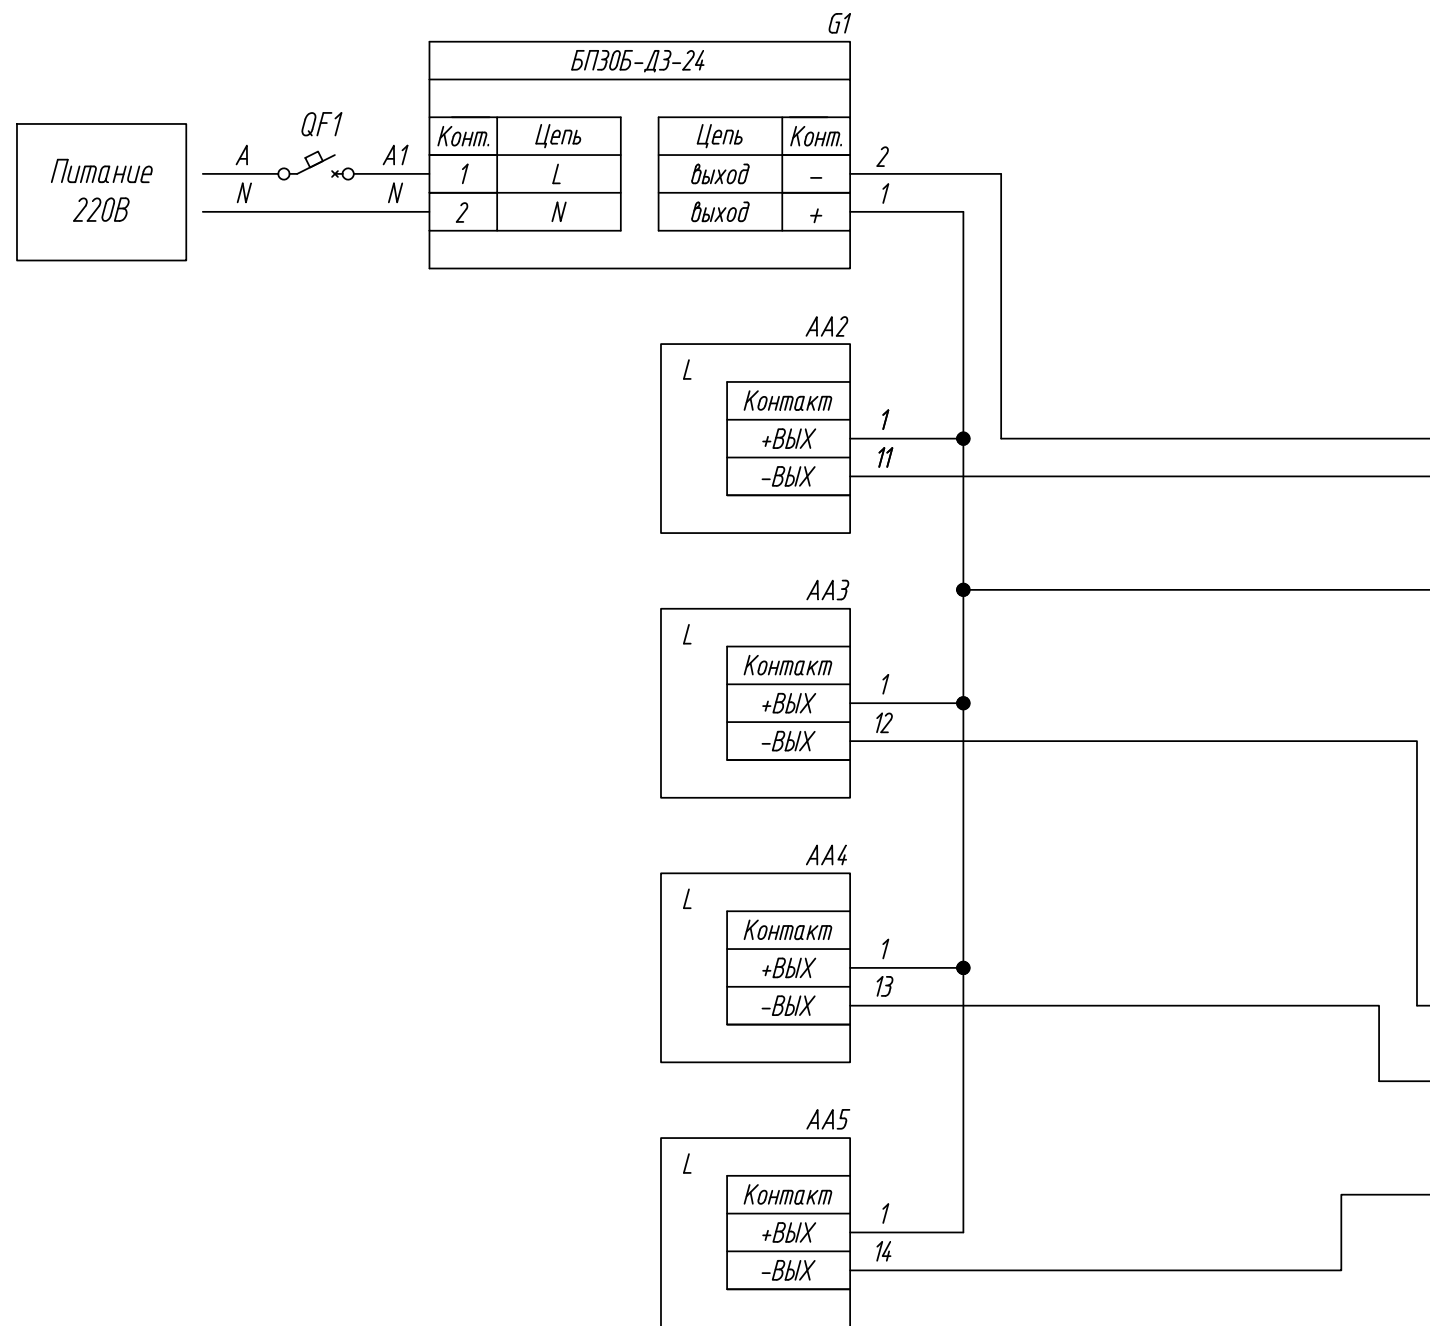 G1
БП30Б-Д3-24
QF1
Питание
220В
A
A1
N
N
Конт. Цепь
1 L
2 N
Цепь Конт.
выход -
выход +
2
1
AA2
L
Контакт
+ВЫХ
-ВЫХ
1
11
AA3
L
Контакт
+ВЫХ
-ВЫХ
1
12
AA4
L
Контакт
+ВЫХ
-ВЫХ
1
13
AA5
L
Контакт
+ВЫХ
-ВЫХ
1
14